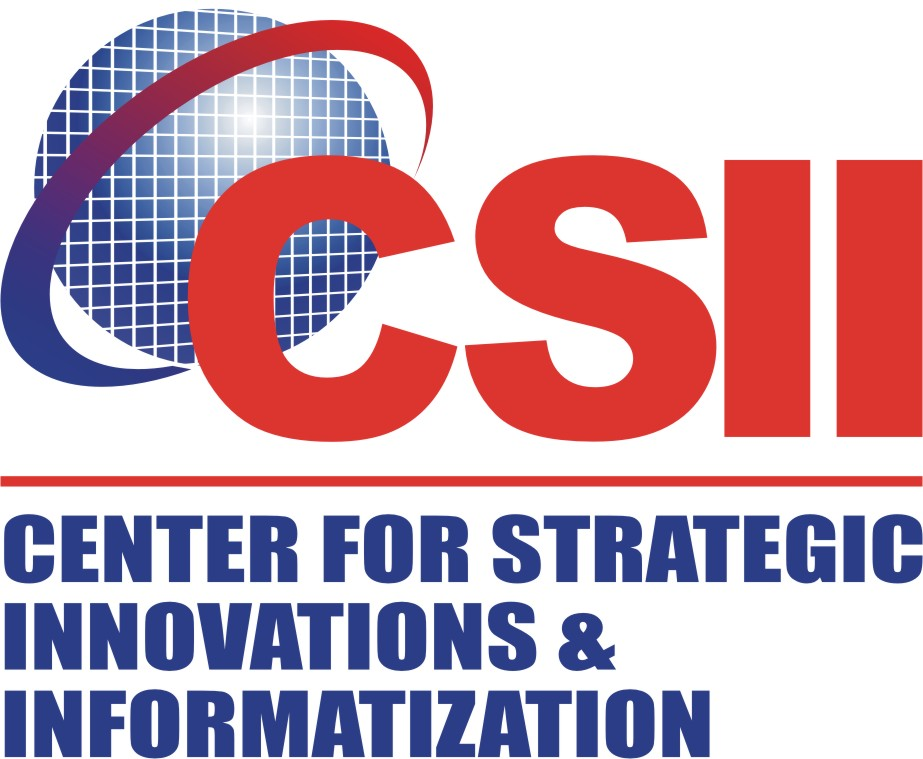 CSII
CENTER FOR STRATEGIC
INNOVATIONS &
INFORMATIZATION